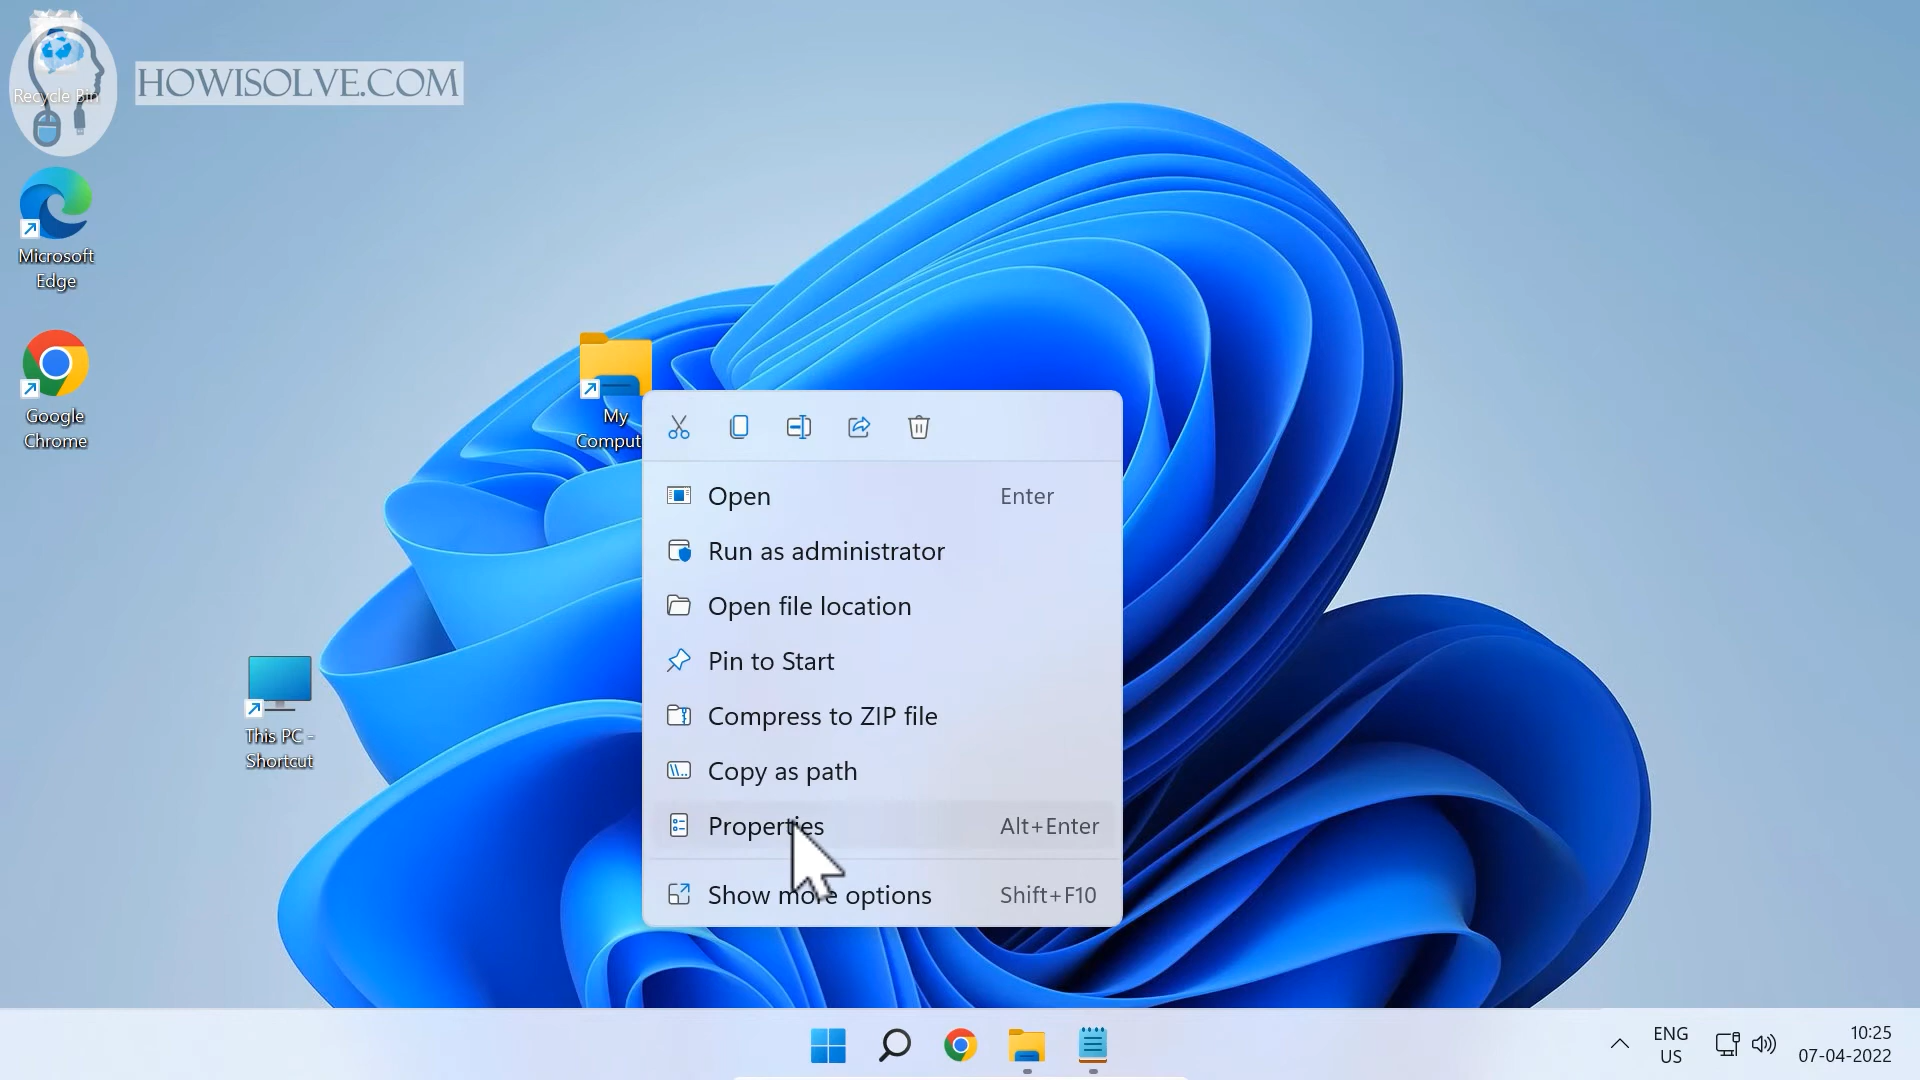 Recycle Bin
HOWISOLVE.COM
Microsoft
Edge
Google
Chrome
My
Comput
This PC -
Shortcut
Open Enter
Run as administrator
Open file location
Pin to Start
Compress to ZIP file
Copy as path
Properties Alt+Enter
Show more options Shift+F10
ENG
US
10:25
07-04-2022